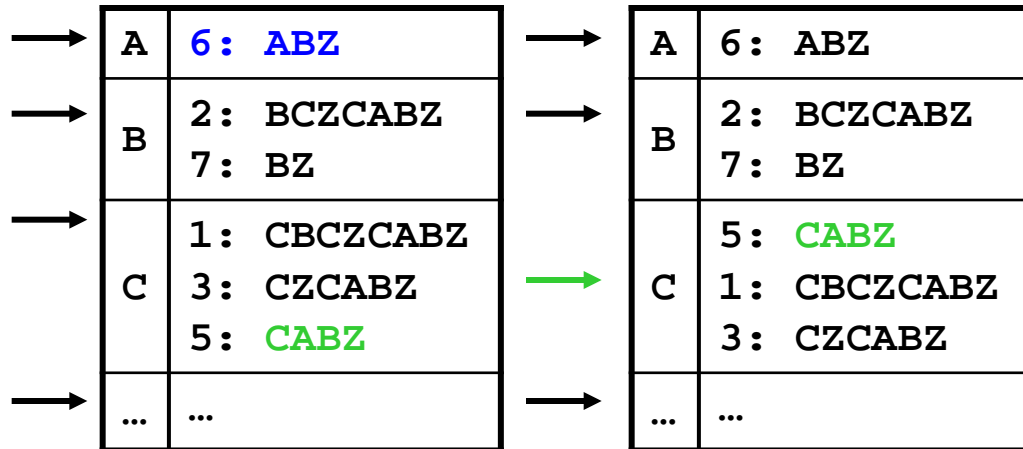 A 6: ABZ
B 2: BCZCABZ
7: BZ
C 1: CBCZCABZ
3: CZCABZ
5: CABZ
… …
A 6: ABZ
B 2: BCZCABZ
7: BZ
C 5: CABZ
1: CBCZCABZ
3: CZCABZ
… …